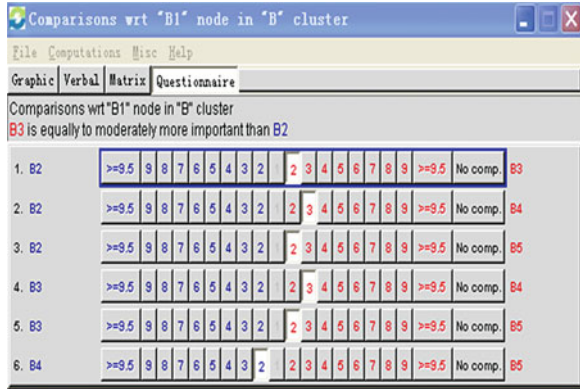 Comparisons wrt "B1" node in "B" cluster
File Computations Misc Help
Graphic Verbal Matrix Questionnaire
Comparisons wrt "B1" node in "B" cluster
B3 is equally to moderately more important than B2
1. B2 >=9.5 9 8 7 6 5 4 3 2 1 2 3 4 5 6 7 8 9 >=9.5 No comp. B3
2. B2 >=9.5 9 8 7 6 5 4 3 2 1 2 3 4 5 6 7 8 9 >=9.5 No comp. B4
3. B2 >=9.5 9 8 7 6 5 4 3 2 1 2 3 4 5 6 7 8 9 >=9.5 No comp. B5
4. B3 >=9.5 9 8 7 6 5 4 3 2 1 2 3 4 5 6 7 8 9 >=9.5 No comp. B4
5. B3 >=9.5 9 8 7 6 5 4 3 2 1 2 3 4 5 6 7 8 9 >=9.5 No comp. B5
6. B4 >=9.5 9 8 7 6 5 4 3 2 1 2 3 4 5 6 7 8 9 >=9.5 No comp. B5